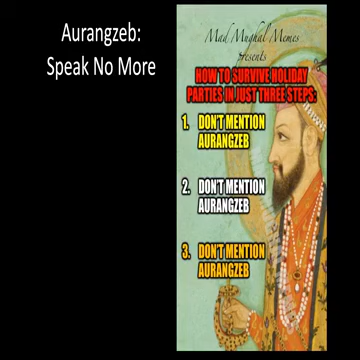 Aurangzeb:
Speak No More
Mad Mughal Memes
Presents
HOW TO SURVIVE HOLIDAY
PARTIES IN JUST THREE STEPS:
1. DON'T MENTION
AURANGZEB
2. DON'T MENTION
AURANGZEB
3. DON'T MENTION
AURANGZEB